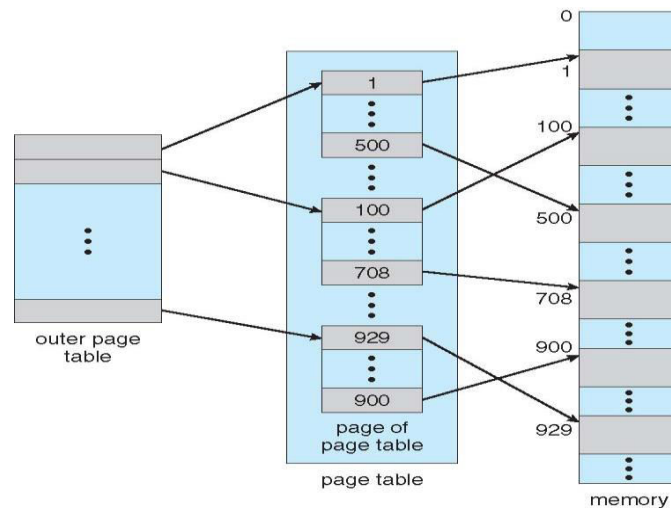 outer page
table
1
500
100
708
929
900
page of
page table
page table
0
1
100
500
708
900
929
memory